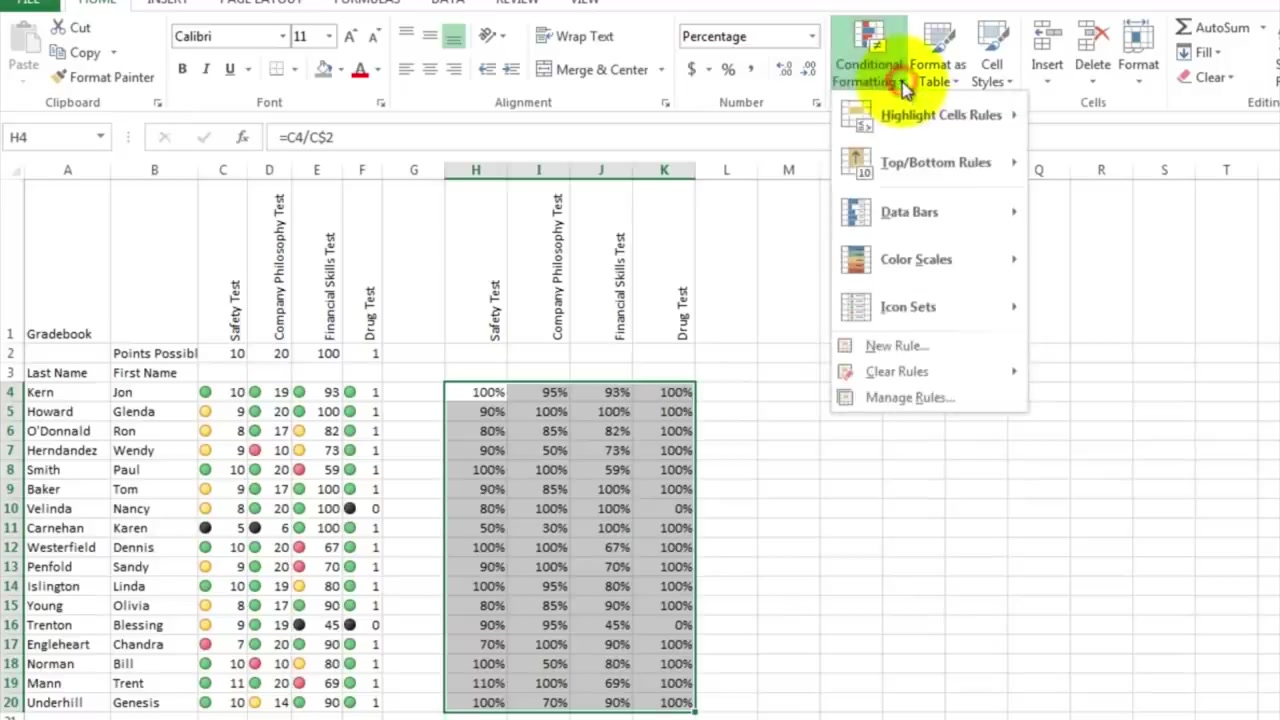 FILE HOME INSERT PAGE LAYOUT FORMULAS DATA REVIEW VIEW
Cut
Copy
Format Painter
Paste
Clipboard
Calibri 11
B I U
Font
Wrap Text
Merge & Center
Alignment
Percentage
$ % ,
Number
Conditional Formatting
Format as Table
Cell Styles
Insert Delete Format
Cells
AutoSum
Fill
Clear
Highlight Cells Rules
Top/Bottom Rules
Data Bars
Color Scales
Icon Sets
New Rule...
Clear Rules
Manage Rules...
H4 fx =C4/C$2
A B C D E F G H I J K L M Q R S T
1 Gradebook Safety Test Company Philosophy Test Financial Skills Test Drug Test Safety Test Company Philosophy Test Financial Skills Test Drug Test
2 Points Possibl 10 20 100 1
3 Last Name First Name
4 Kern Jon 10 19 93 1 100% 95% 93% 100%
5 Howard Glenda 9 20 100 1 90% 100% 100% 100%
6 O'Donnald Ron 8 17 82 1 80% 85% 82% 100%
7 Herndandez Wendy 9 10 73 1 90% 50% 73% 100%
8 Smith Paul 10 20 59 1 100% 100% 59% 100%
9 Baker Tom 9 17 100 1 90% 85% 100% 100%
10 Velinda Nancy 8 20 100 0 80% 100% 100% 0%
11 Carnehan Karen 5 6 100 1 50% 30% 100% 100%
12 Westerfield Dennis 10 20 67 1 100% 100% 67% 100%
13 Penfold Sandy 9 20 70 1 90% 100% 70% 100%
14 Islington Linda 10 19 80 1 100% 95% 80% 100%
15 Young Olivia 8 17 90 1 80% 85% 90% 100%
16 Trenton Blessing 9 19 45 0 90% 95% 45% 0%
17 Engleheart Chandra 7 20 90 1 70% 100% 90% 100%
18 Norman Bill 10 10 80 1 100% 50% 80% 100%
19 Mann Trent 11 20 69 1 110% 100% 69% 100%
20 Underhill Genesis 10 14 90 1 100% 70% 90% 100%